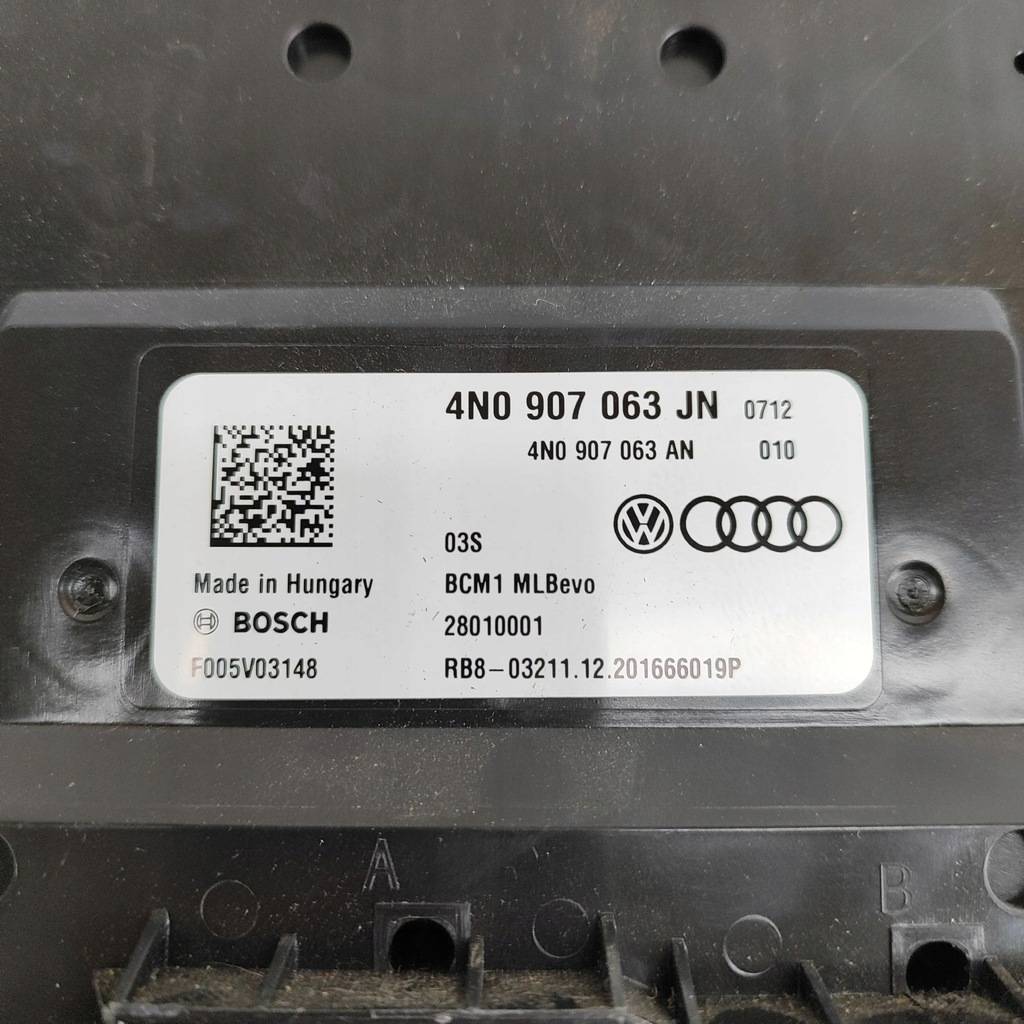 4N0 907 063 JN 0712
4N0 907 063 AN 010
03S
Made in Hungary BCM1 MLBevo
BOSCH 28010001
F005V03148 RB8-03211.12.201666019P
A B